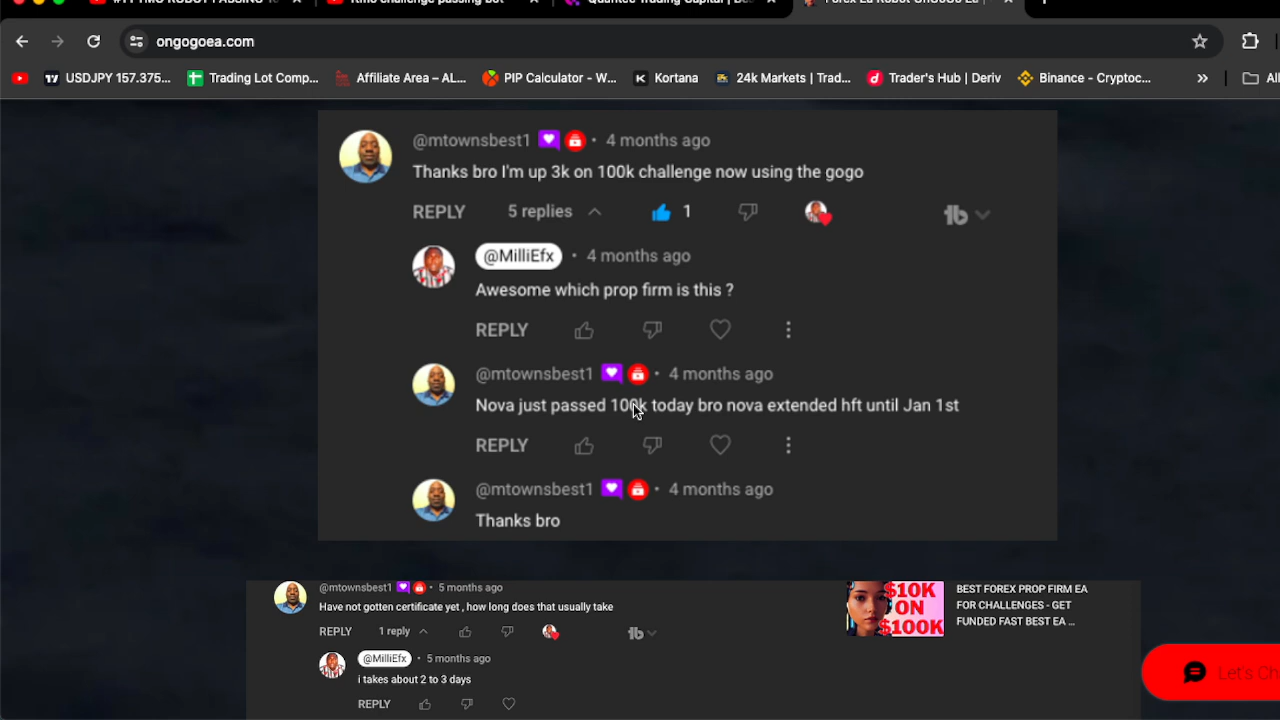 ongogoea.com
USDJPY 157.375...
Trading Lot Comp...
Affiliate Area – AL...
PIP Calculator - W...
Kortana
24k Markets | Trad...
Trader's Hub | Deriv
Binance - Cryptoc...
»
@mtownsbest1 • 4 months ago
Thanks bro I'm up 3k on 100k challenge now using the gogo
REPLY 5 replies 1
@MilliEfx • 4 months ago
Awesome which prop firm is this ?
REPLY
@mtownsbest1 • 4 months ago
Nova just passed 100k today bro nova extended hft until Jan 1st
REPLY
@mtownsbest1 • 4 months ago
Thanks bro
@mtownsbest1 • 5 months ago
Have not gotten certificate yet , how long does that usually take
REPLY 1 reply
@MilliEfx • 5 months ago
i takes about 2 to 3 days
REPLY
$10K
ON
$100K
BEST FOREX PROP FIRM EA
FOR CHALLENGES - GET
FUNDED FAST BEST EA ...
Let's Ch